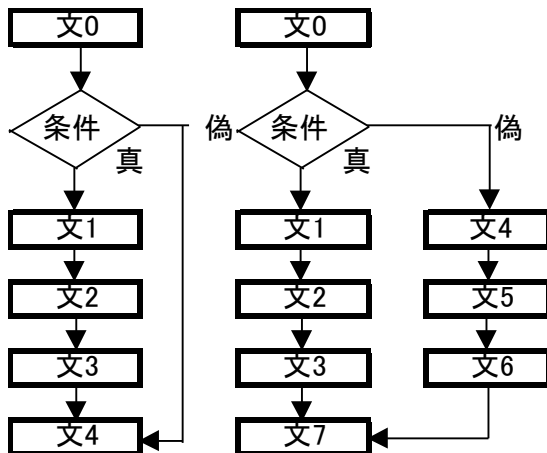 文0 文0
条件 偽 条件 偽
真 真
文1 文1 文4
文2 文2 文5
文3 文3 文6
文4 文7